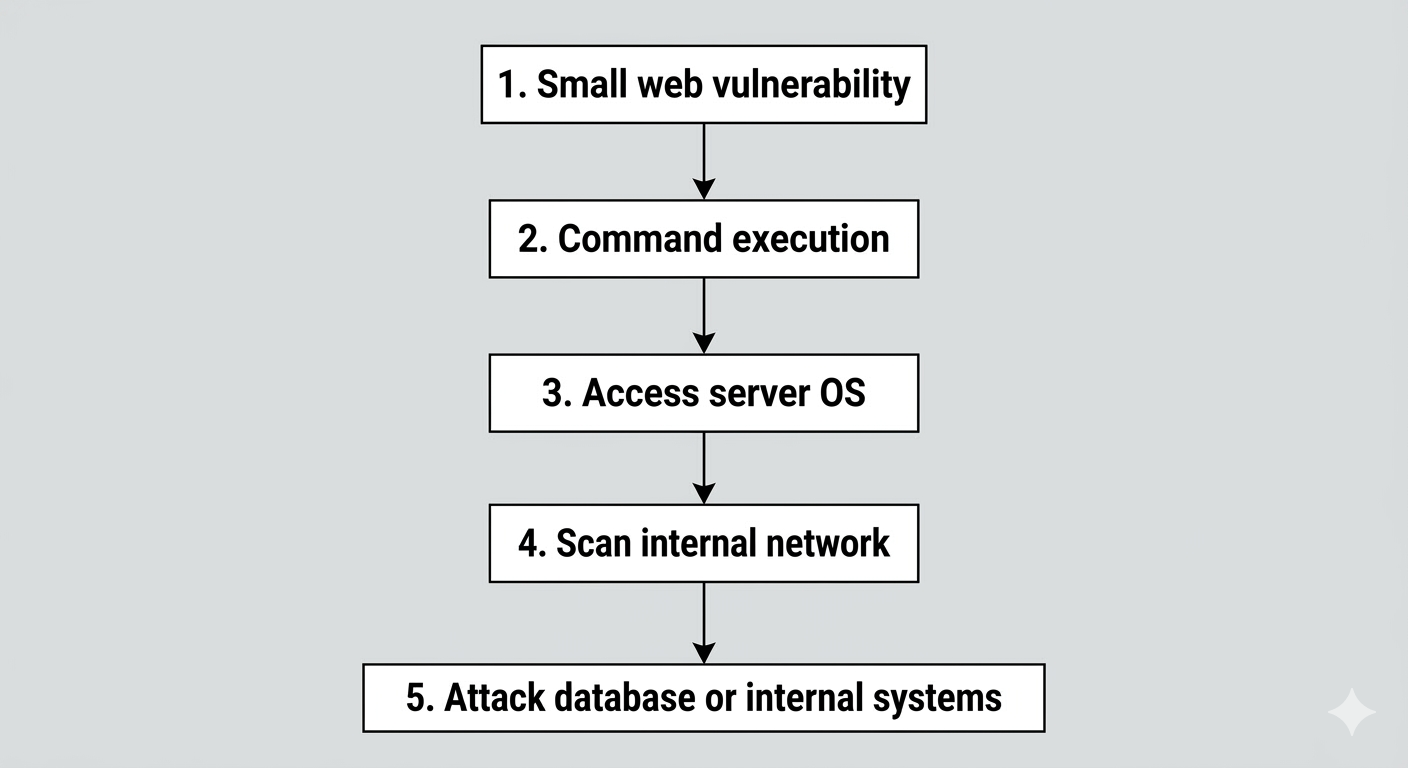 1. Small web vulnerability
2. Command execution
3. Access server OS
4. Scan internal network
5. Attack database or internal systems